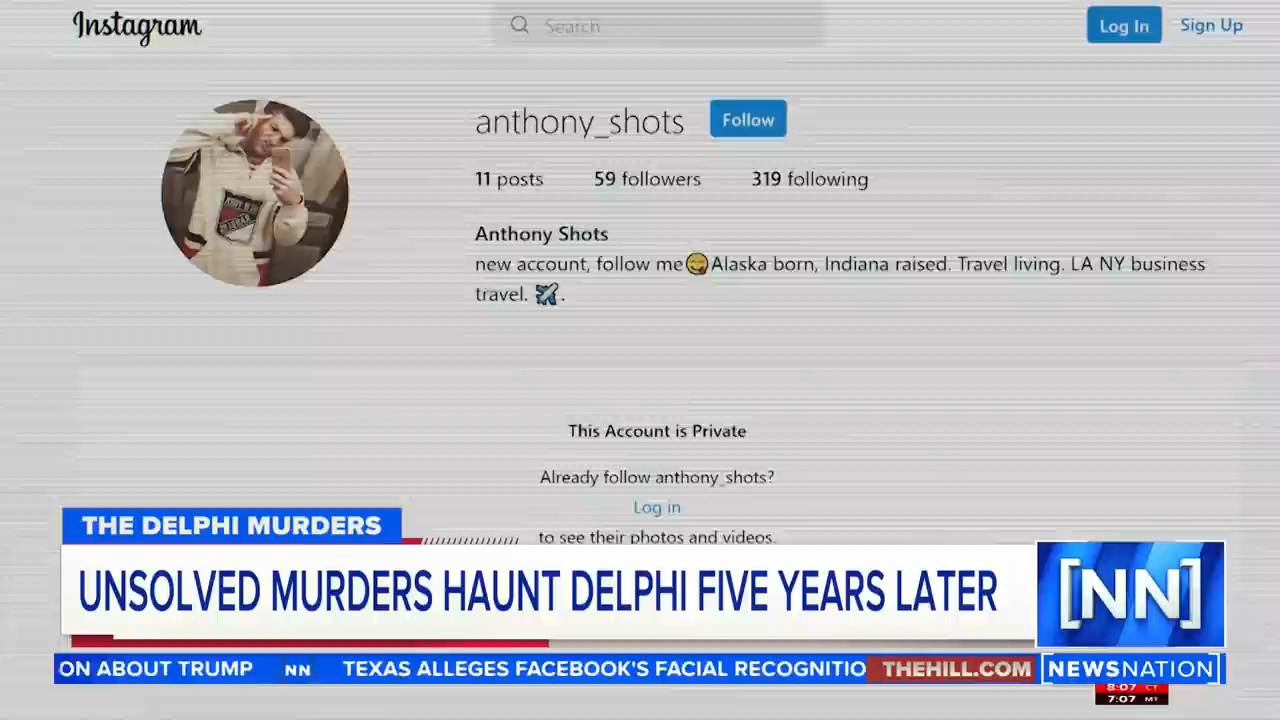 Instagram
Search
Log In
Sign Up
anthony_shots
Follow
11 posts
59 followers
319 following
Anthony Shots
new account, follow me😋Alaska born, Indiana raised. Travel living. LA NY business
travel. ✈️.
This Account is Private
Already follow anthony_shots?
Log in
to see their photos and videos.
THE DELPHI MURDERS
UNSOLVED MURDERS HAUNT DELPHI FIVE YEARS LATER
[NN]
ON ABOUT TRUMP NN TEXAS ALLEGES FACEBOOK'S FACIAL RECOGNITIO
THEHILL.COM
NEWSNATION
8:07 CT
7:07 MT